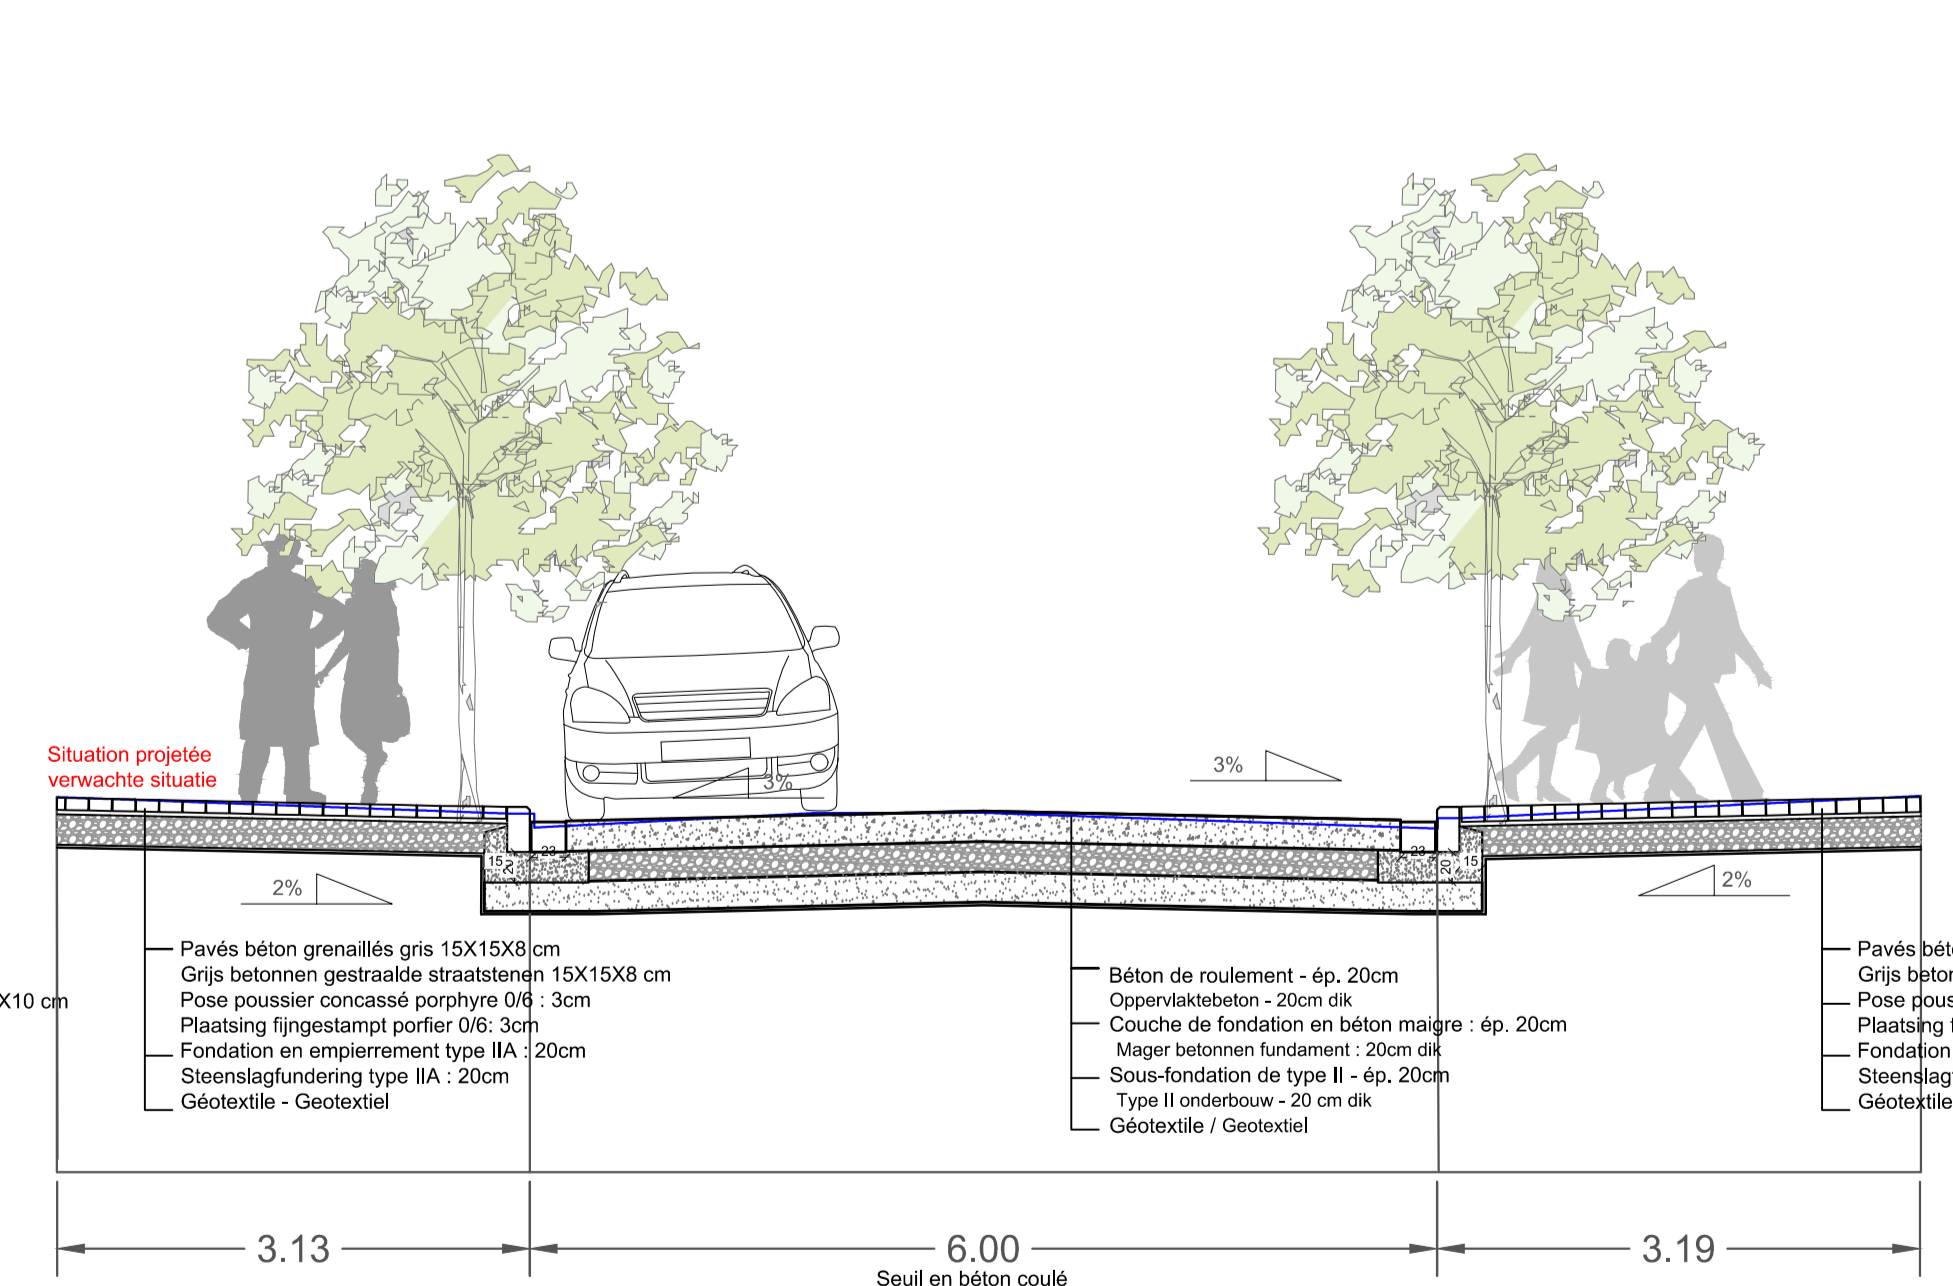 Situation projetée
verwachte situatie
3%
3%
15
20
23
23
20
15
2%
2%
Pavés béton grenaillés gris 15X15X8 cm
Grijs betonnen gestraalde straatstenen 15X15X8 cm
Pose poussier concassé porphyre 0/6 : 3cm
Plaatsing fijngestampt porfier 0/6: 3cm
Fondation en empierrement type IIA : 20cm
Steenslagfundering type IIA : 20cm
Géotextile - Geotextiel
X10 cm
Béton de roulement - ép. 20cm
Oppervlaktebeton - 20cm dik
Couche de fondation en béton maigre : ép. 20cm
Mager betonnen fundament : 20cm dik
Sous-fondation de type II - ép. 20cm
Type II onderbouw - 20 cm dik
Géotextile / Geotextiel
Pavés béto
Grijs beton
Pose pous
Plaatsing f
Fondation
Steenslag
Géotextile
3.13
6.00
3.19
Seuil en béton coulé